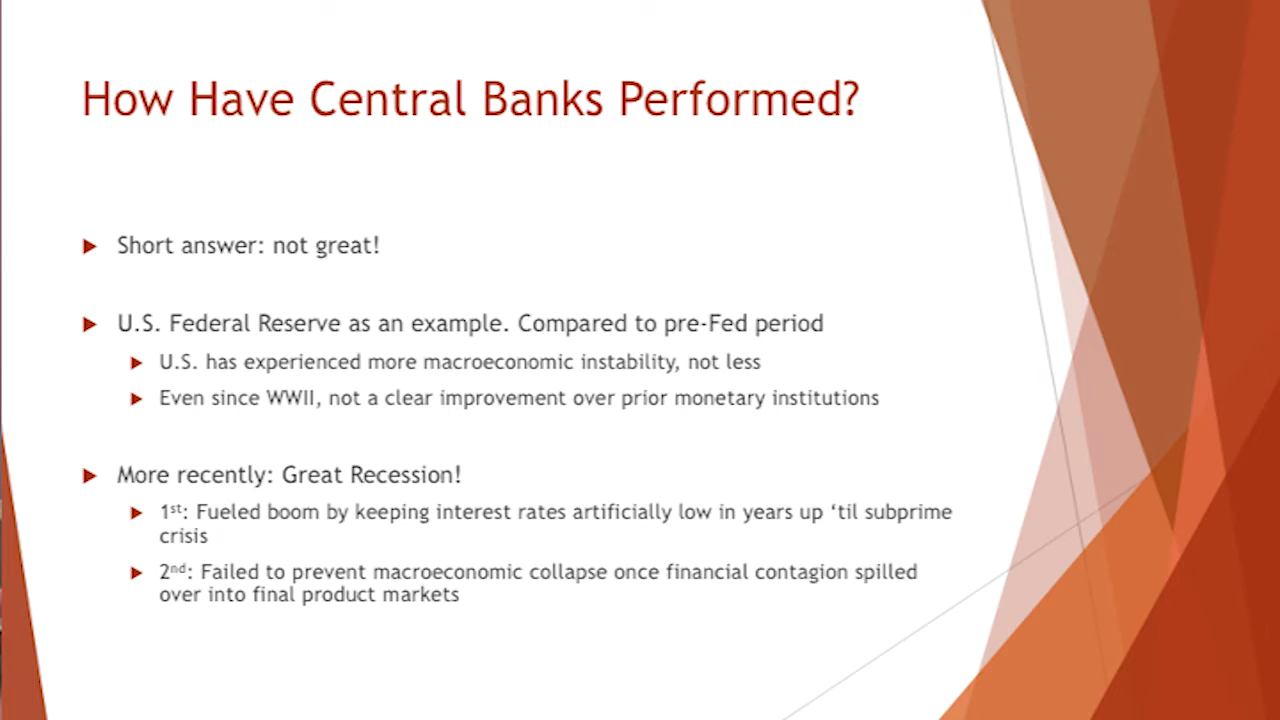 How Have Central Banks Performed?
Short answer: not great!
U.S. Federal Reserve as an example. Compared to pre-Fed period
U.S. has experienced more macroeconomic instability, not less
Even since WWII, not a clear improvement over prior monetary institutions
More recently: Great Recession!
1st: Fueled boom by keeping interest rates artificially low in years up ‘til subprime
crisis
2nd: Failed to prevent macroeconomic collapse once financial contagion spilled
over into final product markets